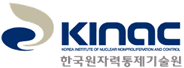 KINAC
KOREA INSTITUTE OF NUCLEAR NONPROLIFERATION AND CONTROL
한국원자력통제기술원